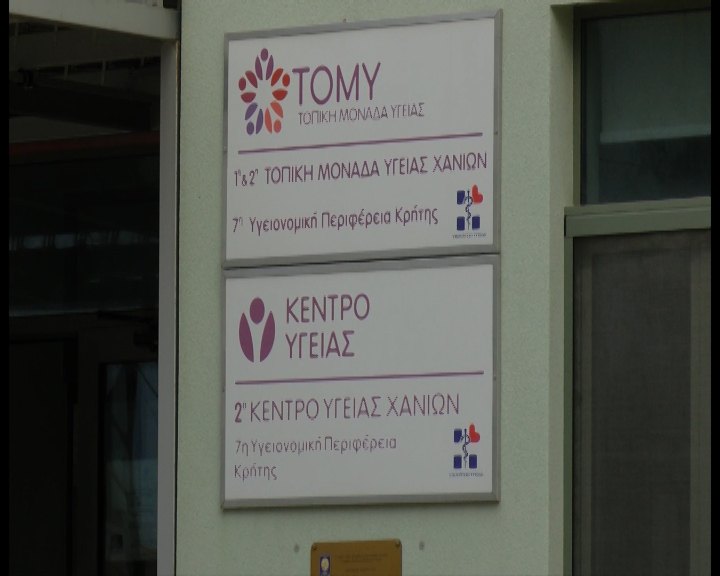 ΤΟΜΥ
ΤΟΠΙΚΗ ΜΟΝΑΔΑ ΥΓΕΙΑΣ
1η & 2η ΤΟΠΙΚΗ ΜΟΝΑΔΑ ΥΓΕΙΑΣ ΧΑΝΙΩΝ
7η Υγειονομική Περιφέρεια Κρήτης
ΚΕΝΤΡΟ
ΥΓΕΙΑΣ
2ο ΚΕΝΤΡΟ ΥΓΕΙΑΣ ΧΑΝΙΩΝ
7η Υγειονομική Περιφέρεια
Κρήτης